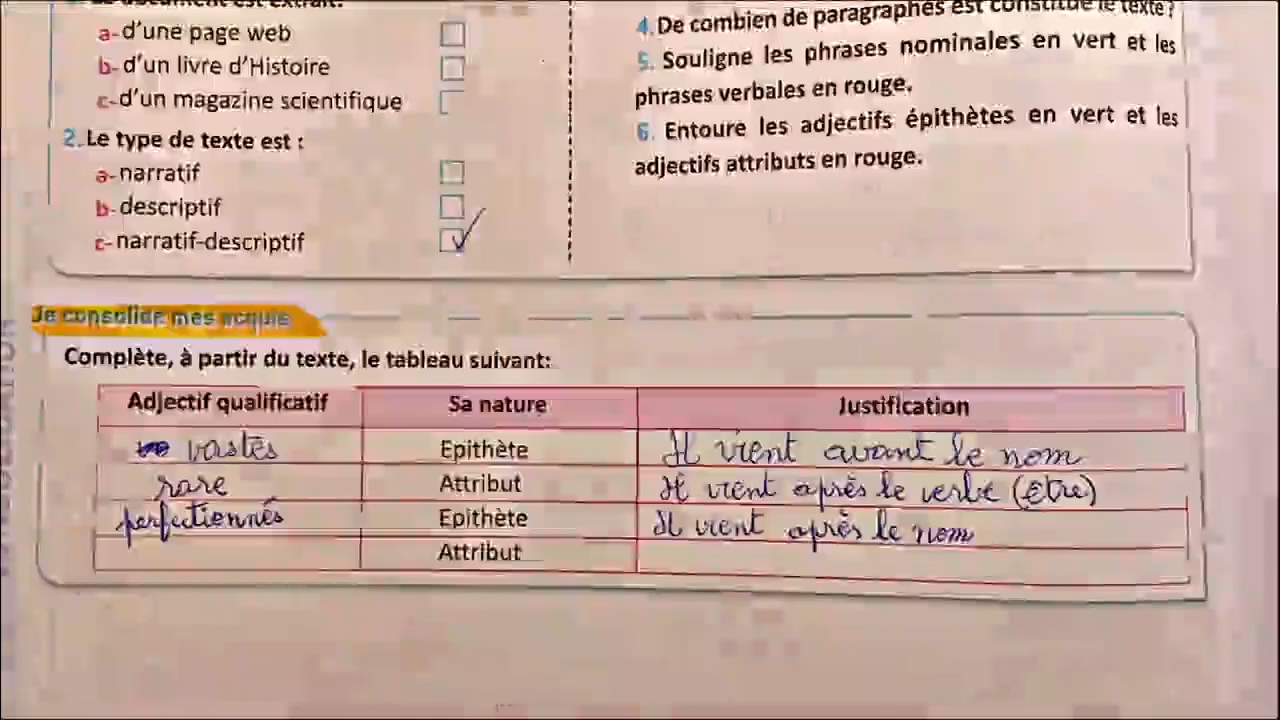 document est extrait:
a- d'une page web
b- d'un livre d'Histoire
c- d'un magazine scientifique
2. Le type de texte est :
a- narratif
b- descriptif
c- narratif-descriptif
4. De combien de paragraphes est constitué le texte?
5. Souligne les phrases nominales en vert et les
phrases verbales en rouge.
6. Entoure les adjectifs épithètes en vert et les
adjectifs attributs en rouge.
Je consolide mes acquis
Complète, à partir du texte, le tableau suivant:
Adjectif qualificatif Sa nature Justification
vastes Epithète Il vient avant le nom
rare Attribut Il vient après le verbe (être)
perfectionnés Epithète Il vient après le nom
Attribut